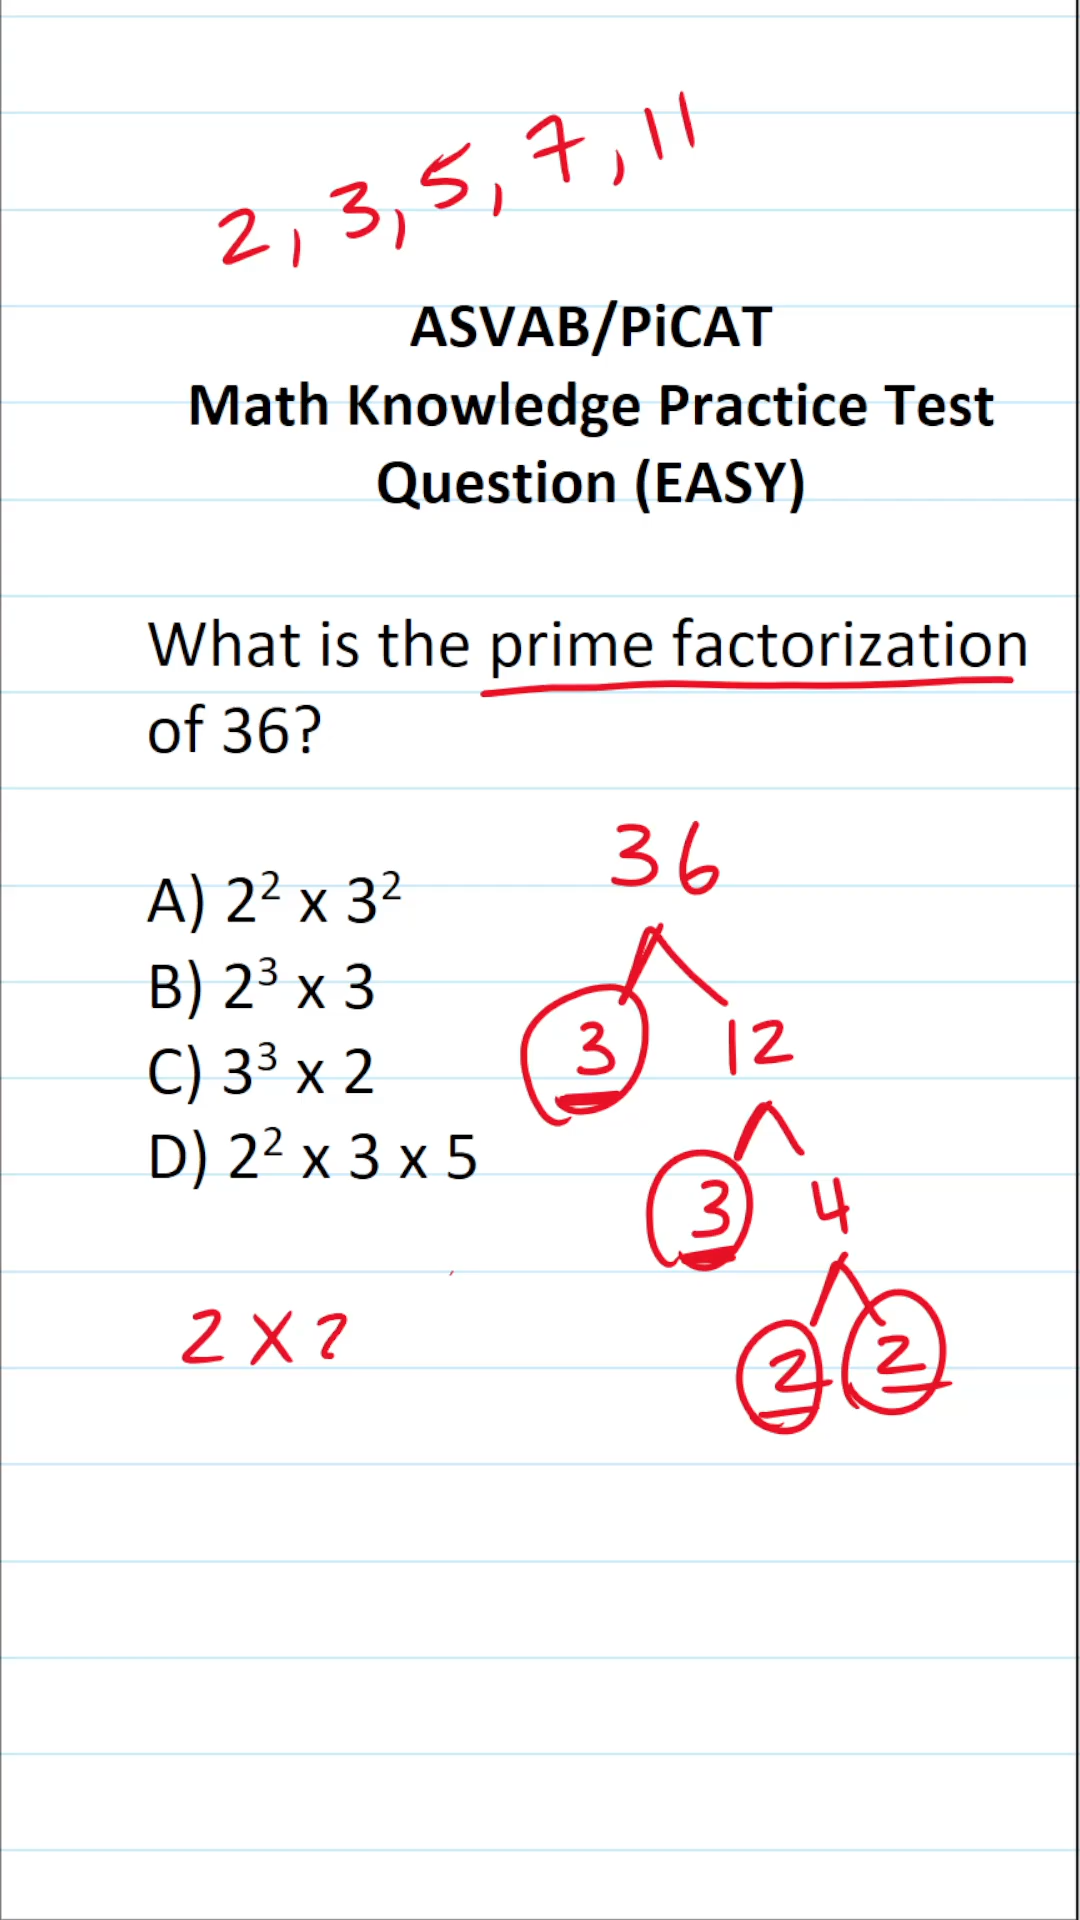 2, 3, 5, 7, 11
ASVAB/PiCAT
Math Knowledge Practice Test
Question (EASY)
What is the prime factorization
of 36?
A) 2² x 3²
B) 2³ x 3
C) 3³ x 2
D) 2² x 3 x 5
36
3 12
3 4
2 2
2 x 2